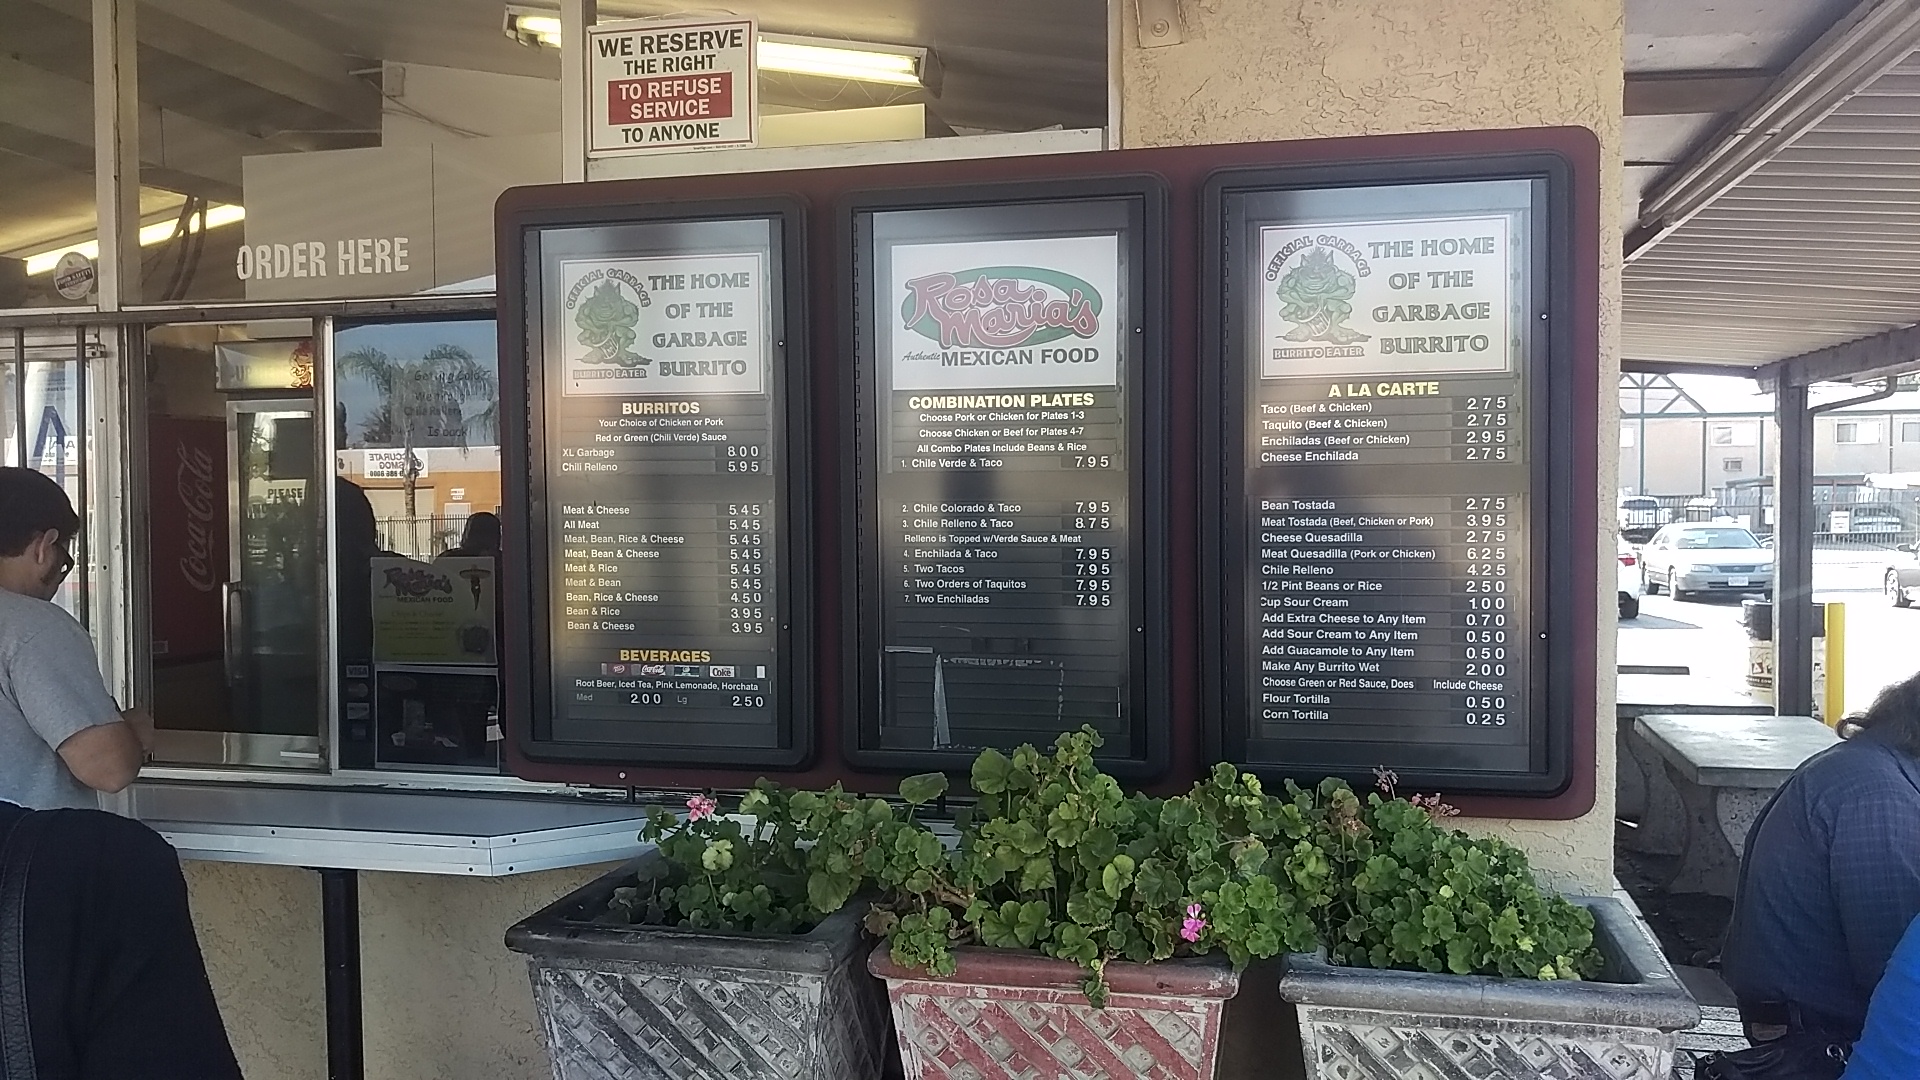 WE RESERVE
THE RIGHT
TO REFUSE
SERVICE
TO ANYONE
ORDER HERE
Coca-Cola
PLEASE
Is back
MEXICAN FOOD
OFFICIAL GARBAGE
BURRITO EATER
THE HOME
OF THE
GARBAGE
BURRITO
BURRITOS
Your Choice of Chicken or Pork
Red or Green (Chili Verde) Sauce
XL Garbage 8.00
Chili Relleno 5.95
Meat & Cheese 5.45
All Meat 5.45
Meat, Bean, Rice & Cheese 5.45
Meat, Bean & Cheese 5.45
Meat & Rice 5.45
Meat & Bean 5.45
Bean, Rice & Cheese 4.50
Bean & Rice 3.95
Bean & Cheese 3.95
BEVERAGES
Coke
Root Beer, Iced Tea, Pink Lemonade, Horchata
Med 2.00 Lg 2.50
Rosa
Maria's
Authentic MEXICAN FOOD
COMBINATION PLATES
Choose Pork or Chicken for Plates 1-3
Choose Chicken or Beef for Plates 4-7
All Combo Plates Include Beans & Rice
1. Chile Verde & Taco 7.95
2. Chile Colorado & Taco 7.95
3. Chile Relleno & Taco 8.75
Relleno is Topped w/Verde Sauce & Meat
4. Enchilada & Taco 7.95
5. Two Tacos 7.95
6. Two Orders of Taquitos 7.95
7. Two Enchiladas 7.95
OFFICIAL GARBAGE
BURRITO EATER
THE HOME
OF THE
GARBAGE
BURRITO
A LA CARTE
Taco (Beef & Chicken) 2.75
Taquito (Beef & Chicken) 2.75
Enchiladas (Beef or Chicken) 2.95
Cheese Enchilada 2.75
Bean Tostada 2.75
Meat Tostada (Beef, Chicken or Pork) 3.95
Cheese Quesadilla 2.75
Meat Quesadilla (Pork or Chicken) 6.25
Chile Relleno 4.25
1/2 Pint Beans or Rice 2.50
Cup Sour Cream 1.00
Add Extra Cheese to Any Item 0.70
Add Sour Cream to Any Item 0.50
Add Guacamole to Any Item 0.50
Make Any Burrito Wet 2.00
Choose Green or Red Sauce, Does Include Cheese
Flour Tortilla 0.50
Corn Tortilla 0.25